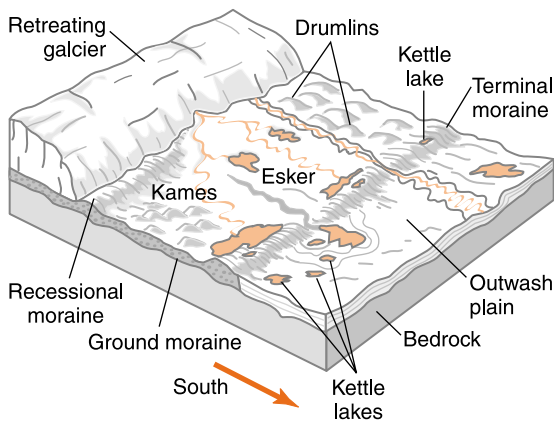 Retreating
galcier
Drumlins
Kettle
lake
Terminal
moraine
Esker
Kames
Recessional
moraine
Ground moraine
Outwash
plain
Bedrock
South
Kettle
lakes